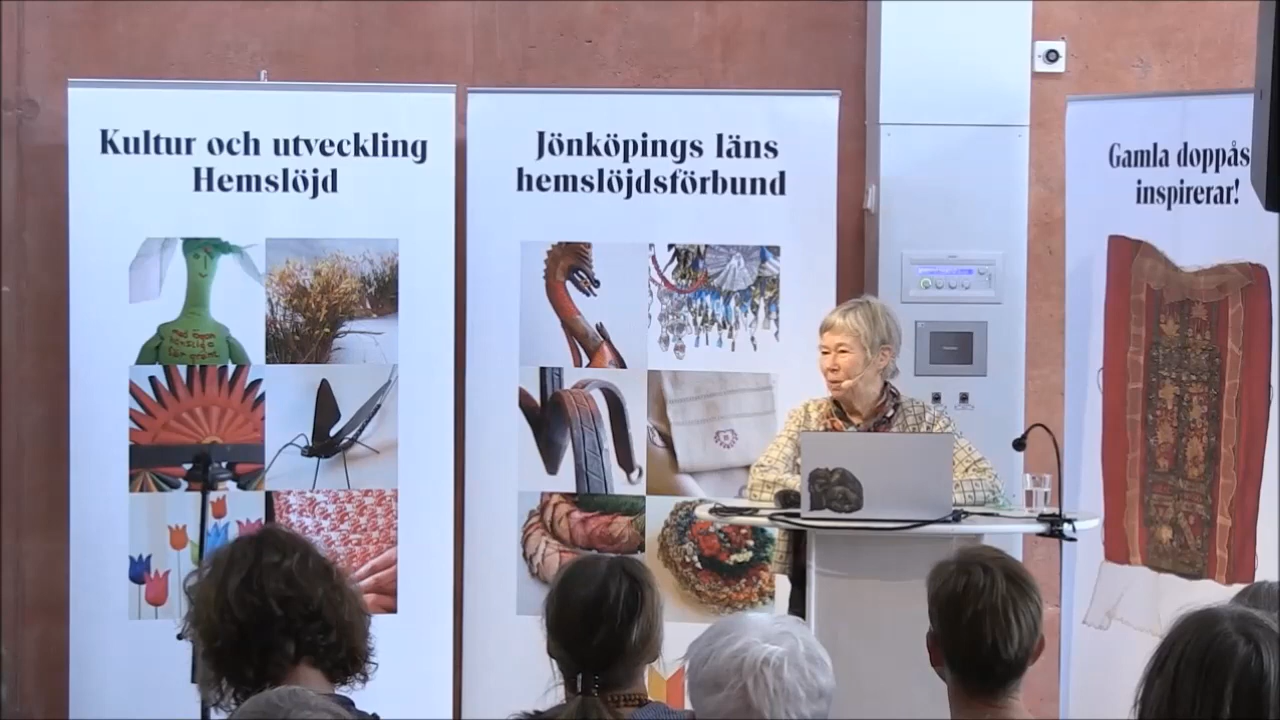 Kultur och utveckling
Hemslöjd
Jönköpings läns
hemslöjdsförbund
Gamla doppås
inspirerar!